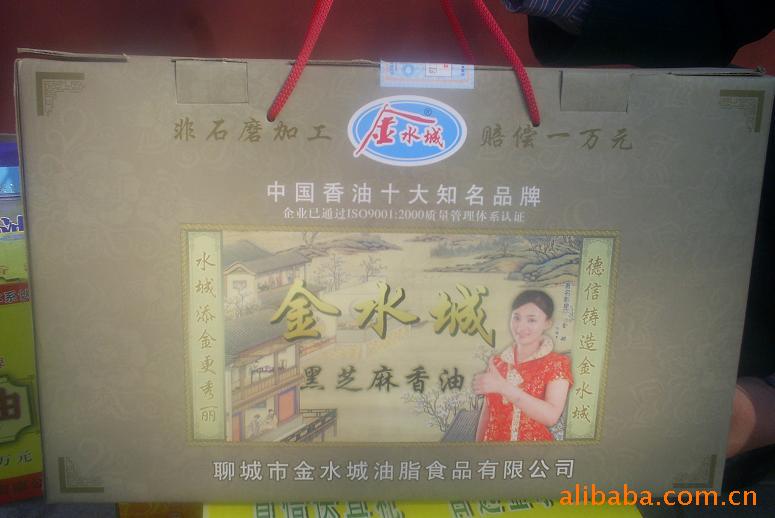 非石磨加工 金水城® 赔偿一万元
中国香油十大知名品牌
企业已通过ISO9001:2000质量管理体系认证
水城添金更秀丽
金水城
黑芝麻香油
德信铸造金水城
聊城市金水城油脂食品有限公司
alibaba.com.cn